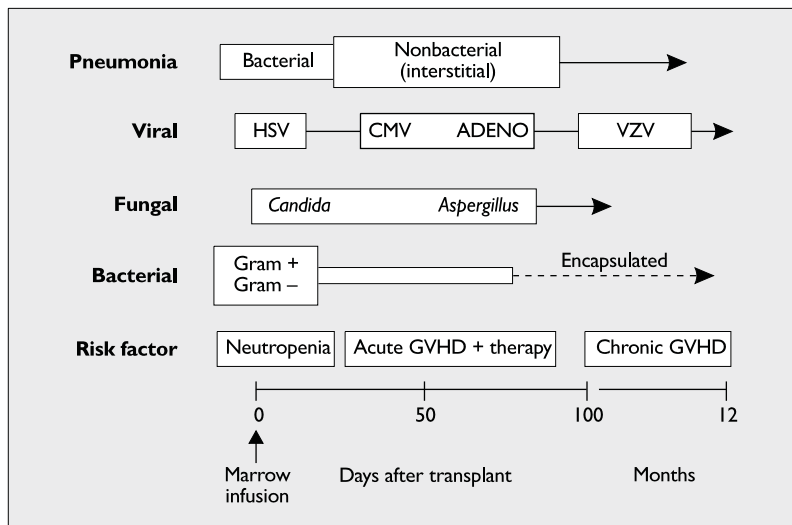 Pneumonia
Bacterial
Nonbacterial
(interstitial)
Viral
HSV
CMV
ADENO
VZV
Fungal
Candida
Aspergillus
Bacterial
Gram +
Gram –
Encapsulated
Risk factor
Neutropenia
Acute GVHD + therapy
Chronic GVHD
0
50
100
12
Marrow
infusion
Days after transplant
Months